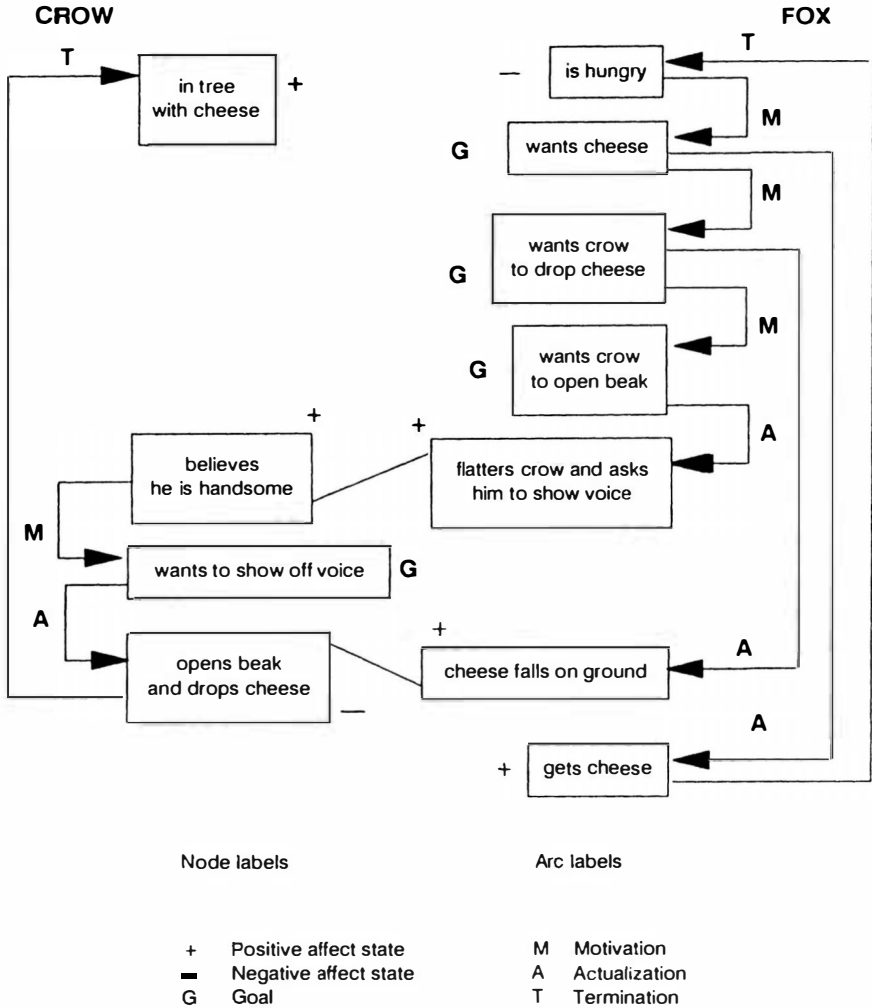 CROW
FOX
T
in tree
with cheese
+
T
–
is hungry
M
G
wants cheese
M
wants crow
to drop cheese
G
M
wants crow
to open beak
G
A
+
+
believes
he is handsome
flatters crow and asks
him to show voice
M
wants to show off voice
G
A
opens beak
and drops cheese
–
+
cheese falls on ground
A
A
+
gets cheese
Node labels
Arc labels
+ Positive affect state
– Negative affect state
G Goal
M Motivation
A Actualization
T Termination